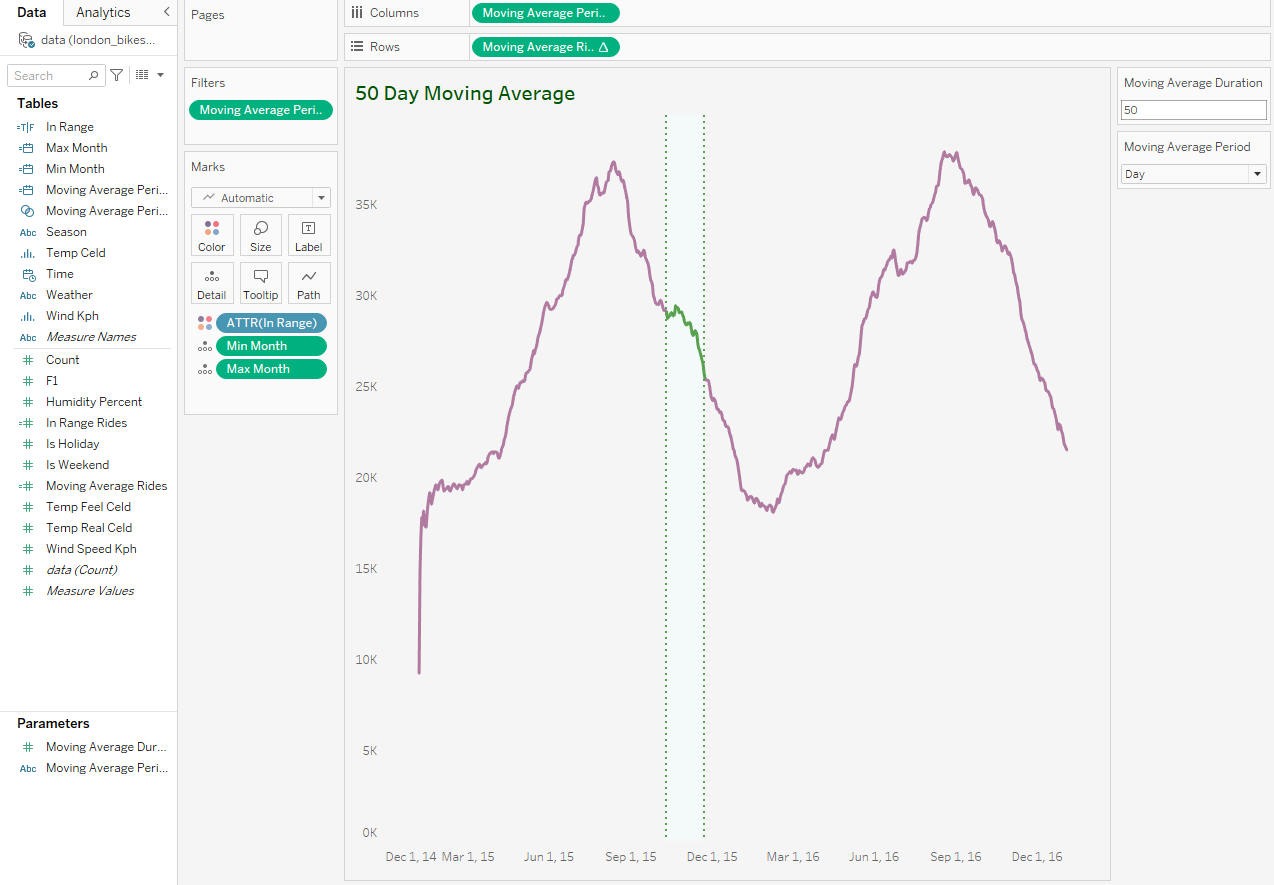 Data
Analytics
data (london_bikes...
Search
Tables
In Range
Max Month
Min Month
Moving Average Peri...
Moving Average Peri...
Abc Season
Temp Celd
Time
Abc Weather
Wind Kph
Abc Measure Names
Count
F1
Humidity Percent
In Range Rides
Is Holiday
Is Weekend
Moving Average Rides
Temp Feel Celd
Temp Real Celd
Wind Speed Kph
data (Count)
Measure Values
Parameters
Moving Average Dur...
Abc Moving Average Peri...
Pages
Filters
Moving Average Peri..
Marks
Automatic
Color Size Label
Detail Tooltip Path
ATTR(In Range)
Min Month
Max Month
Columns Moving Average Peri..
Rows Moving Average Ri..
50 Day Moving Average
35K
30K
25K
20K
15K
10K
5K
0K
Dec 1, 14 Mar 1, 15 Jun 1, 15 Sep 1, 15 Dec 1, 15 Mar 1, 16 Jun 1, 16 Sep 1, 16 Dec 1, 16
Moving Average Duration
50
Moving Average Period
Day